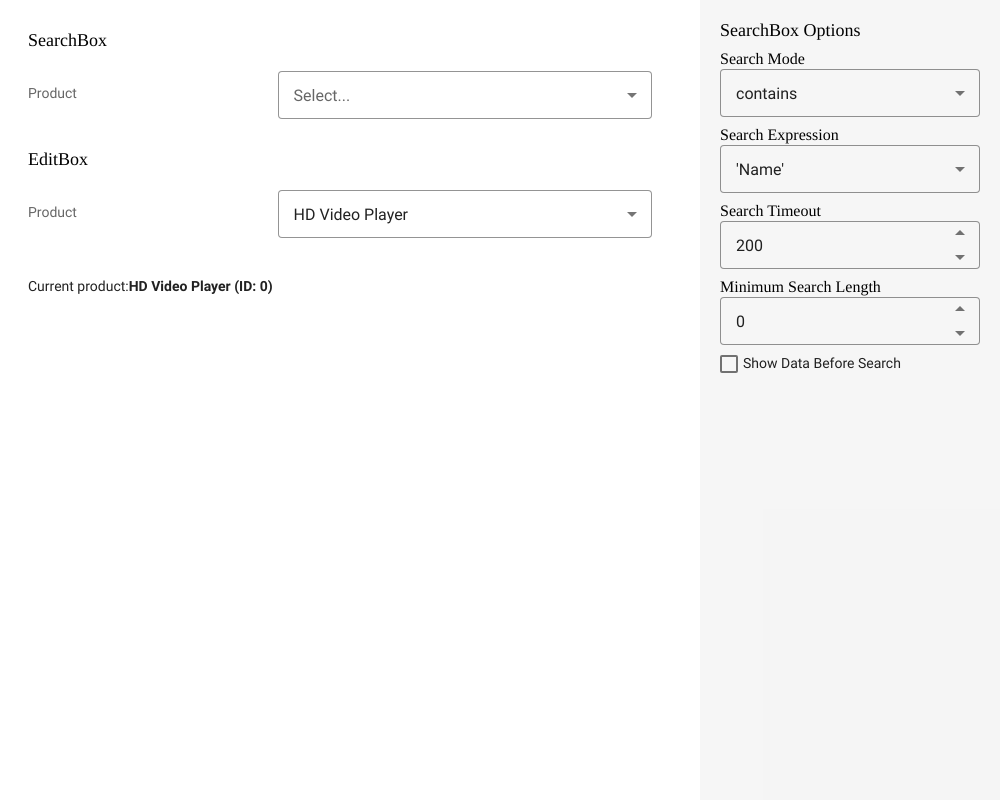 SearchBox
Product
Select...
EditBox
Product
HD Video Player
Current product:HD Video Player (ID: 0)
SearchBox Options
Search Mode
contains
Search Expression
'Name'
Search Timeout
200
Minimum Search Length
0
Show Data Before Search